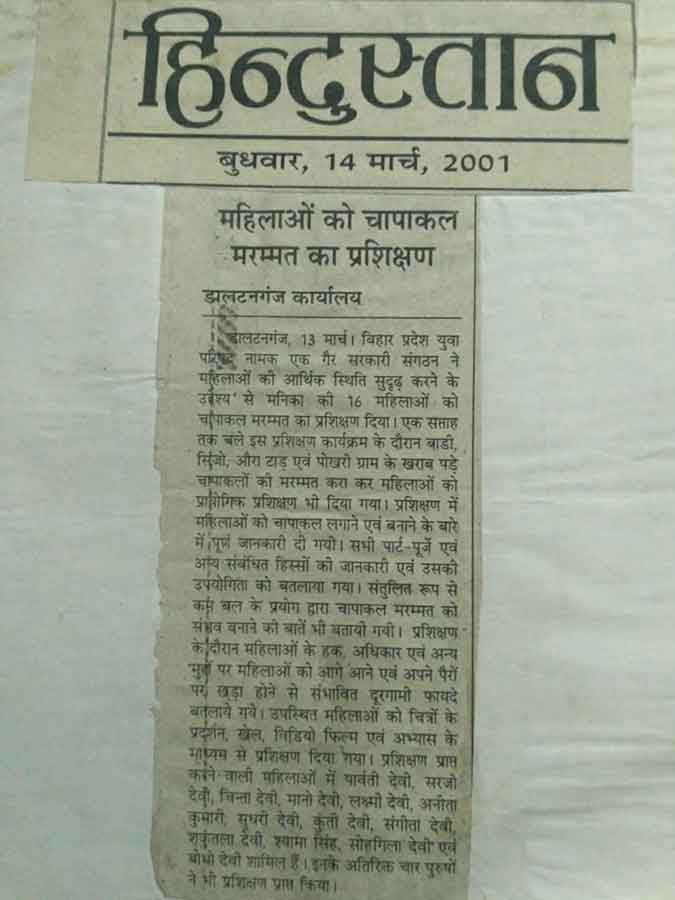 हिन्दुस्तान
बुधवार, 14 मार्च, 2001
महिलाओं को चापाकल
मरम्मत का प्रशिक्षण
डालटनगंज कार्यालय
डालटनगंज, 13 मार्च। बिहार प्रदेश युवा
परिषद नामक एक गैर सरकारी संगठन ने
महिलाओं की आर्थिक स्थिति सुदृढ़ करने के
उद्देश्य से मनिका की 16 महिलाओं को
चापाकल मरम्मत का प्रशिक्षण दिया। एक सप्ताह
तक चले इस प्रशिक्षण कार्यक्रम के दौरान बाडी,
सिंजो, औरा टाड़ एवं पोखरी ग्राम के खराब पड़े
चापाकलों की मरम्मत करा कर महिलाओं को
प्रायोगिक प्रशिक्षण भी दिया गया। प्रशिक्षण में
महिलाओं को चापाकल लगाने एवं बनाने के बारे
में पूर्ण जानकारी दी गयी। सभी पार्ट-पूर्जे एवं
अन्य संबंधित हिस्सों की जानकारी एवं उसकी
उपयोगिता को बतलाया गया। संतुलित रूप से
कम बल के प्रयोग द्वारा चापाकल मरम्मत को
संभव बनाने की बातें भी बतायी गयी। प्रशिक्षण
के दौरान महिलाओं के हक, अधिकार एवं अन्य
मुद्दों पर महिलाओं को आगे आने एवं अपने पैरों
पर खड़ा होने से संभावित दूरगामी फायदे
बतलाये गये। उपस्थित महिलाओं को चित्रों के
प्रदर्शन, खेल, विडियो फिल्म एवं अभ्यास के
माध्यम से प्रशिक्षण दिया गया। प्रशिक्षण प्राप्त
करने वाली महिलाओं में पार्वती देवी, सरजो
देवी, चिन्ता देवी, मानो देवी, लक्ष्मी देवी, अनीता
कुमारी, सुधरी देवी, कुंती देवी, संगीता देवी,
शकुंतला देवी, श्यामा सिंह, सोहगिला देवी एवं
बोधी देवी शामिल हैं। इनके अतिरिक्त चार पुरुषों
ने भी प्रशिक्षण प्राप्त किया।